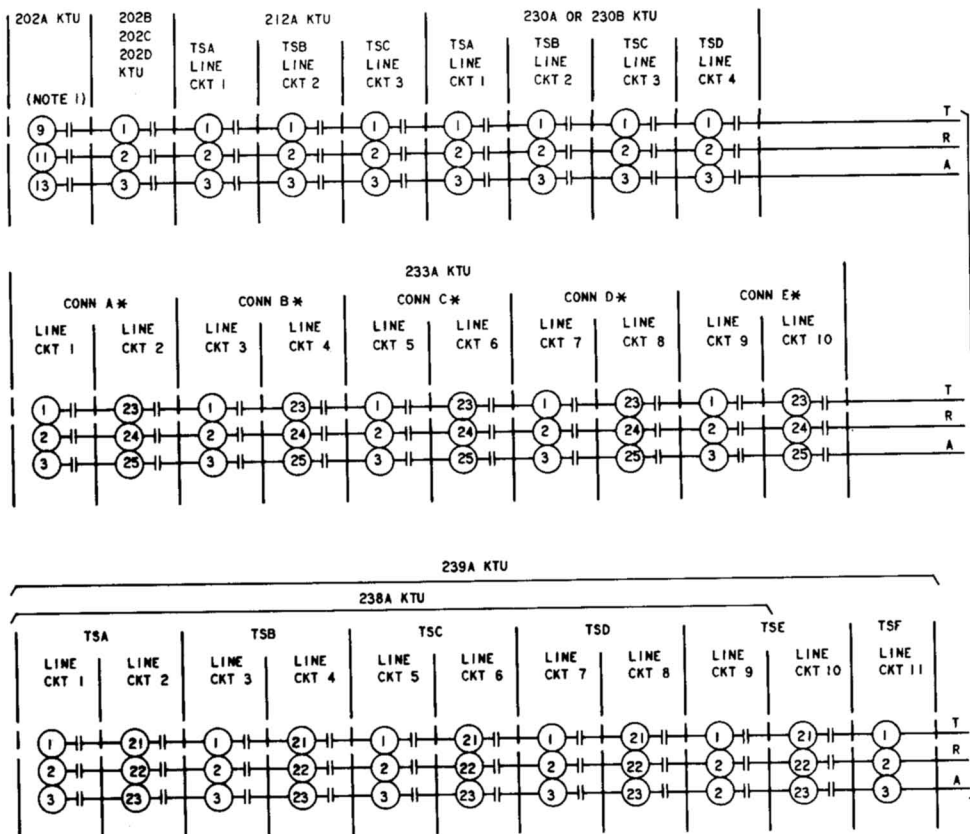 202A KTU 202B 202C 202D KTU 212A KTU 230A OR 230B KTU
TSA LINE CKT 1 TSB LINE CKT 2 TSC LINE CKT 3 TSA LINE CKT 1 TSB LINE CKT 2 TSC LINE CKT 3 TSD LINE CKT 4
(NOTE 1)
9 1 1 1 1 1 1 1 1 T
11 2 2 2 2 2 2 2 2 R
13 3 3 3 3 3 3 3 3 A
233A KTU
CONN A* CONN B* CONN C* CONN D* CONN E*
LINE CKT 1 LINE CKT 2 LINE CKT 3 LINE CKT 4 LINE CKT 5 LINE CKT 6 LINE CKT 7 LINE CKT 8 LINE CKT 9 LINE CKT 10
1 23 1 23 1 23 1 23 1 23 T
2 24 2 24 2 24 2 24 2 24 R
3 25 3 25 3 25 3 25 3 25 A
239A KTU
238A KTU
TSA TSB TSC TSD TSE TSF
LINE CKT 1 LINE CKT 2 LINE CKT 3 LINE CKT 4 LINE CKT 5 LINE CKT 6 LINE CKT 7 LINE CKT 8 LINE CKT 9 LINE CKT 10 LINE CKT 11
1 21 1 21 1 21 1 21 1 21 1 T
2 22 2 22 2 22 2 22 2 22 2 R
3 23 3 23 3 23 3 23 2 23 3 A